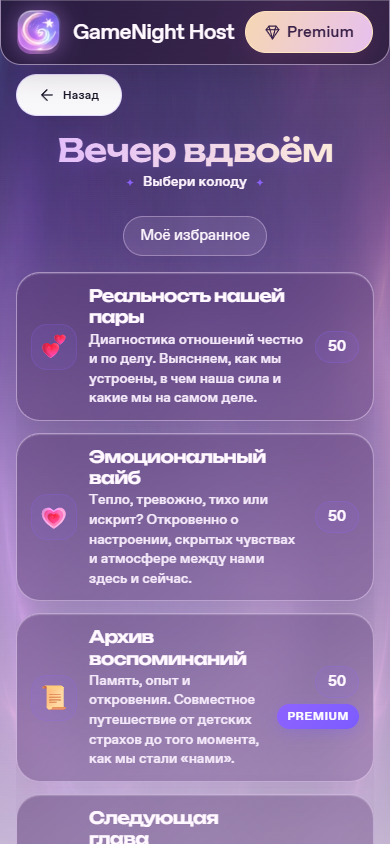 GameNight Host
Premium
Назад
Вечер вдвоём
Выбери колоду
Моё избранное
Реальность нашей
пары
Диагностика отношений честно
и по делу. Выясняем, как мы
устроены, в чем наша сила и
какие мы на самом деле.
50
Эмоциональный
вайб
Тепло, тревожно, тихо или
искрит? Откровенно о
настроении, скрытых чувствах
и атмосфере между нами
здесь и сейчас.
50
Архив
воспоминаний
Память, опыт и
откровения. Совместное
путешествие от детских
страхов до того момента,
как мы стали «нами».
50
PREMIUM
Следующая
глава